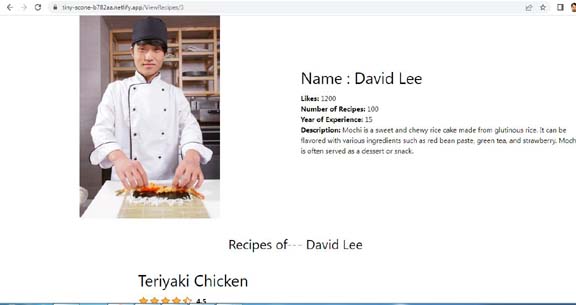 tiny-scone-b782aa.netlify.app/ViewRecipes/3
Name : David Lee
Likes: 1200
Number of Recipes: 100
Year of Experience: 15
Description: Mochi is a sweet and chewy rice cake made from glutinous rice. It can be
flavored with various ingredients such as red bean paste, green tea, and strawberry. Moch
is often served as a dessert or snack.
Recipes of--- David Lee
Teriyaki Chicken
4.5